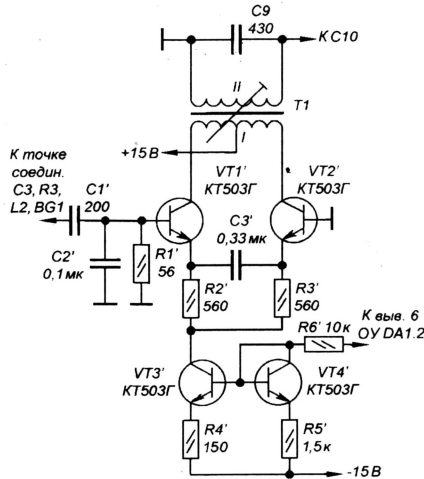 C9
430
К C10
II
T1
I
+15 В
К точке
соедин.
C3, R3,
L2, BG1
C1'
200
VT1'
КТ503Г
VT2'
КТ503Г
C3'
0,33 мк
C2'
0,1 мк
R1'
56
R2'
560
R3'
560
К выв. 6
ОУ DA1.2
R6' 10 к
VT3'
КТ503Г
VT4'
КТ503Г
R4'
150
R5'
1,5 к
-15 В